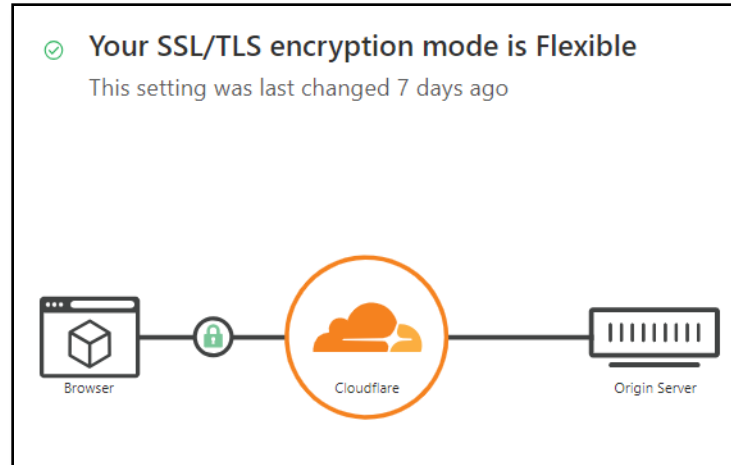 Your SSL/TLS encryption mode is Flexible
This setting was last changed 7 days ago
Browser
Cloudflare
Origin Server